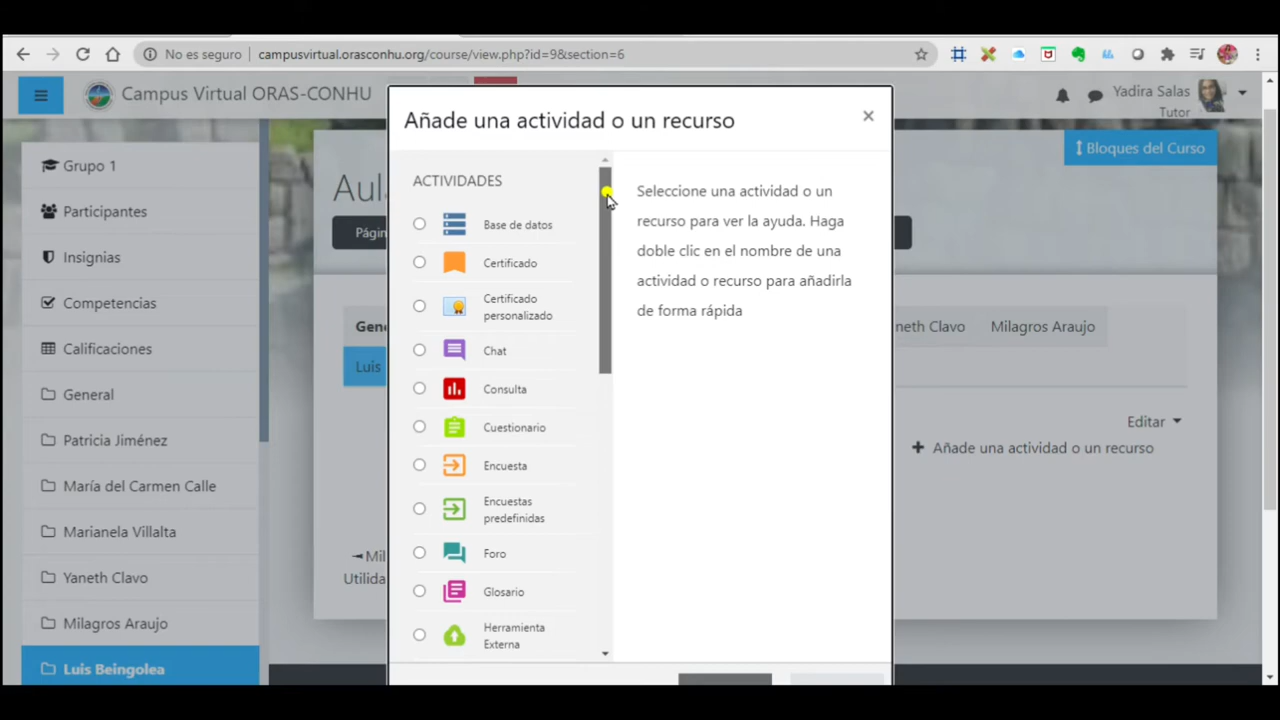 No es seguro
campusvirtual.orasconhu.org/course/view.php?id=9&section=6
Campus Virtual ORAS-CONHU
Yadira Salas
Tutor
Añade una actividad o un recurso
×
Bloques del Curso
Grupo 1
Participantes
Insignias
Competencias
Calificaciones
General
Patricia Jiménez
María del Carmen Calle
Marianela Villalta
Yaneth Clavo
Milagros Araujo
Luis Beingolea
Aul
Págin
Gene
Luis
Mil
Utilida
ACTIVIDADES
Base de datos
Certificado
Certificado
personalizado
Chat
Consulta
Cuestionario
Encuesta
Encuestas
predefinidas
Foro
Glosario
Herramienta
Externa
Seleccione una actividad o un
recurso para ver la ayuda. Haga
doble clic en el nombre de una
actividad o recurso para añadirla
de forma rápida
neth Clavo
Milagros Araujo
Editar
Añade una actividad o un recurso